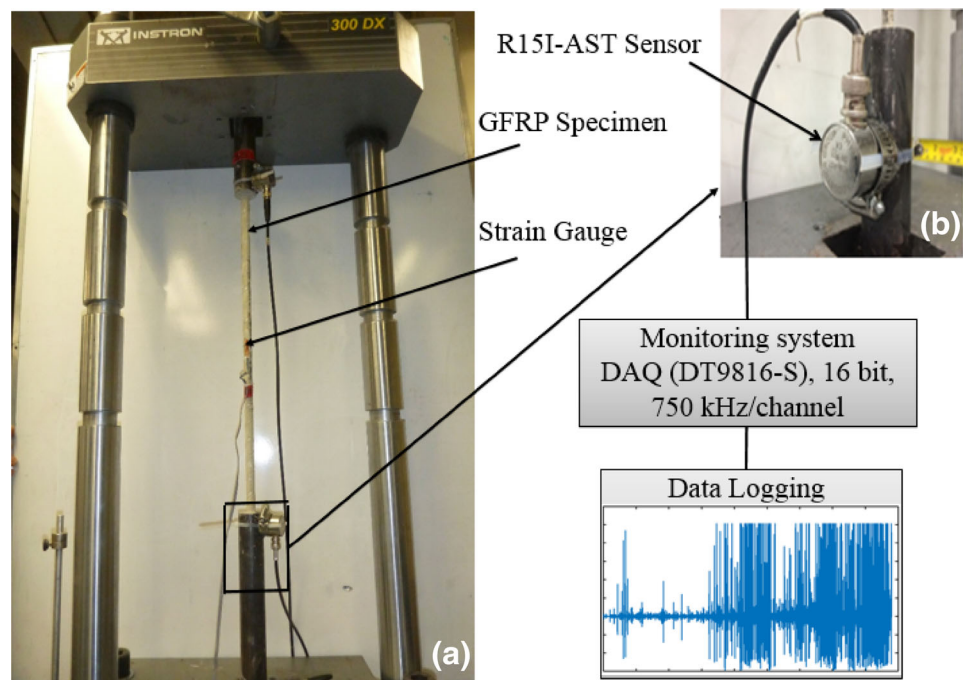 INSTRON
300 DX
R15I-AST Sensor
GFRP Specimen
Strain Gauge
(a)
(b)
Monitoring system
DAQ (DT9816-S), 16 bit,
750 kHz/channel
Data Logging